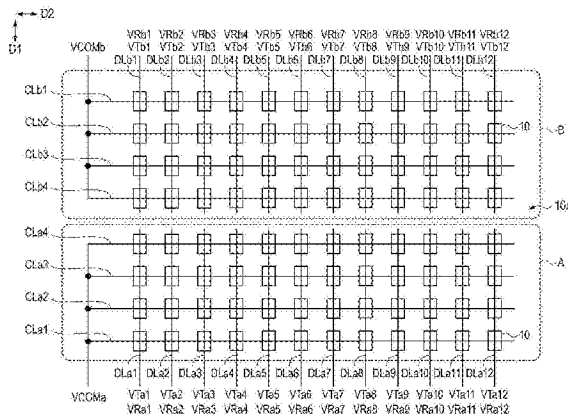 D2
D1
VRb1 VRb2 VRb3 VRb4 VRb5 VRb6 VRb7 VRb8 VRb9 VRb10 VRb11 VRb12
VCOMb VTb1 VTb2 VTb3 VTb4 VTb5 VTb6 VTb7 VTb8 VTb9 VTb10 VTb11 VTb12
DLb1 DLb2 DLb3 DLb4 DLb5 DLb6 DLb7 DLb8 DLb9 DLb10 DLb11 DLb12
CLb1
CLb2 10 B
CLb3
CLb4
CLa4
CLa3 A
CLa2
CLa1 10
DLa1 DLa2 DLa3 DLa4 DLa5 DLa6 DLa7 DLa8 DLa9 DLa10 DLa11 DLa12
VCOMa VTa1 VTa2 VTa3 VTa4 VTa5 VTa6 VTa7 VTa8 VTa9 VTa10 VTa11 VTa12
VRa1 VRa2 VRa3 VRa4 VRa5 VRa6 VRa7 VRa8 VRa9 VRa10 VRa11 VRa12